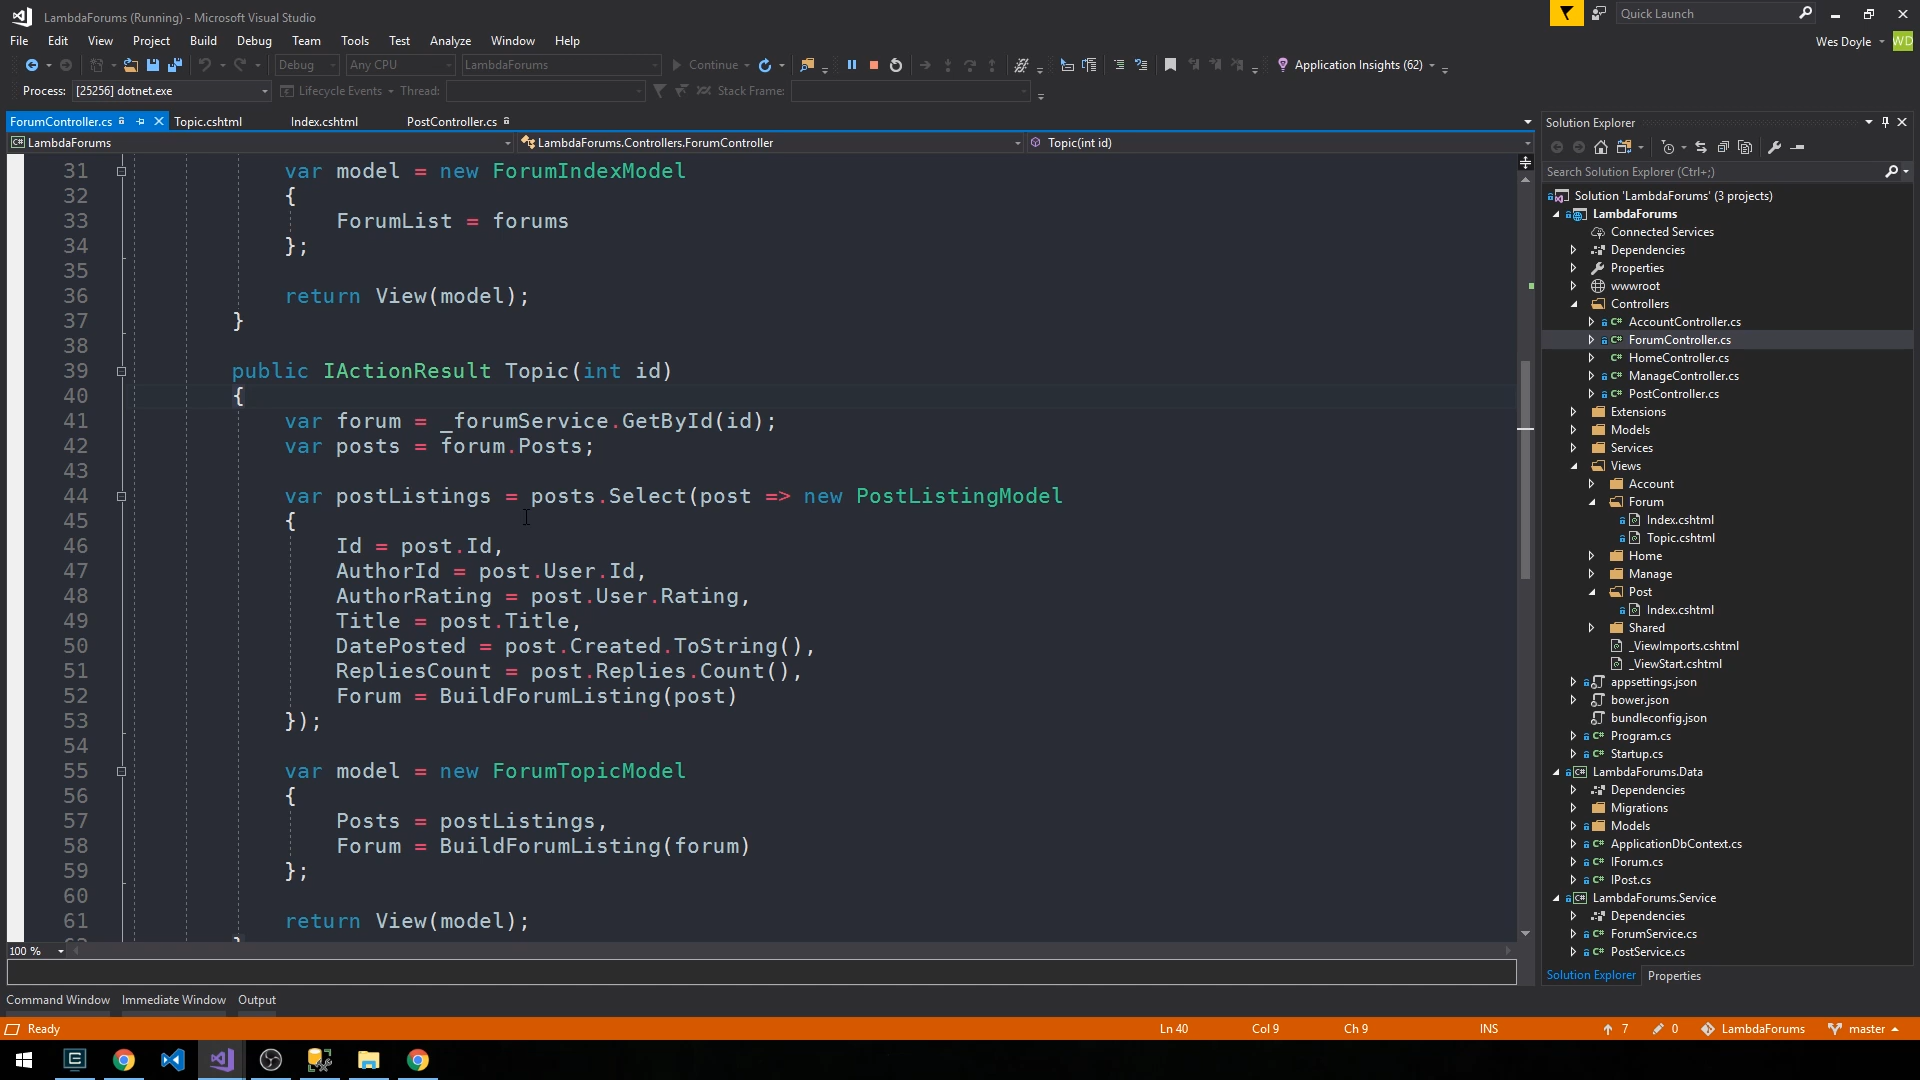 LambdaForums (Running) - Microsoft Visual Studio
Quick Launch
File Edit View Project Build Debug Team Tools Test Analyze Window Help
Wes Doyle WD
Debug Any CPU LambdaForums Continue Application Insights (62)
Process: [25256] dotnet.exe Lifecycle Events Thread: Stack Frame:
ForumController.cs Topic.cshtml Index.cshtml PostController.cs
LambdaForums LambdaForums.Controllers.ForumController Topic(int id)
31 var model = new ForumIndexModel
32 {
33 ForumList = forums
34 };
35
36 return View(model);
37 }
38
39 public IActionResult Topic(int id)
40 {
41 var forum = _forumService.GetById(id);
42 var posts = forum.Posts;
43
44 var postListings = posts.Select(post => new PostListingModel
45 {
46 Id = post.Id,
47 AuthorId = post.User.Id,
48 AuthorRating = post.User.Rating,
49 Title = post.Title,
50 DatePosted = post.Created.ToString(),
51 RepliesCount = post.Replies.Count(),
52 Forum = BuildForumListing(post)
53 });
54
55 var model = new ForumTopicModel
56 {
57 Posts = postListings,
58 Forum = BuildForumListing(forum)
59 };
60
61 return View(model);
100 %
Command Window Immediate Window Output
Solution Explorer
Search Solution Explorer (Ctrl+;)
Solution 'LambdaForums' (3 projects)
LambdaForums
Connected Services
Dependencies
Properties
wwwroot
Controllers
AccountController.cs
ForumController.cs
HomeController.cs
ManageController.cs
PostController.cs
Extensions
Models
Services
Views
Account
Forum
Index.cshtml
Topic.cshtml
Home
Manage
Post
Index.cshtml
Shared
_ViewImports.cshtml
_ViewStart.cshtml
appsettings.json
bower.json
bundleconfig.json
Program.cs
Startup.cs
LambdaForums.Data
Dependencies
Migrations
Models
ApplicationDbContext.cs
IForum.cs
IPost.cs
LambdaForums.Service
Dependencies
ForumService.cs
PostService.cs
Solution Explorer Properties
Ready Ln 40 Col 9 Ch 9 INS 7 0 LambdaForums master